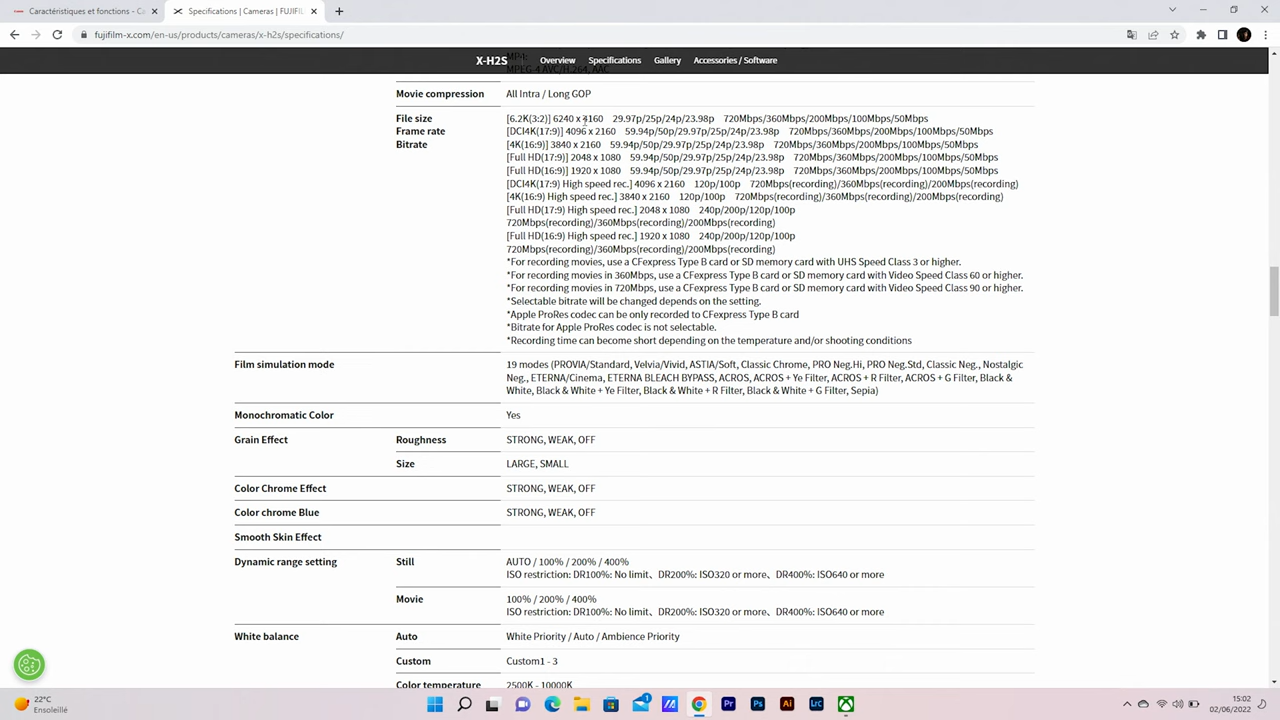 Caractéristiques et fonctions - Ca
Specifications | Cameras | FUJIFIL
fujifilm-x.com/en-us/products/cameras/x-h2s/specifications/
X-H2S
Overview
Specifications
Gallery
Accessories / Software
MPEG-4 AVC/H.264, AAC
Movie compression
All Intra / Long GOP
File size
[6.2K(3:2)] 6240 x 4160 29.97p/25p/24p/23.98p 720Mbps/360Mbps/200Mbps/100Mbps/50Mbps
Frame rate
[DCI4K(17:9)] 4096 x 2160 59.94p/50p/29.97p/25p/24p/23.98p 720Mbps/360Mbps/200Mbps/100Mbps/50Mbps
Bitrate
[4K(16:9)] 3840 x 2160 59.94p/50p/29.97p/25p/24p/23.98p 720Mbps/360Mbps/200Mbps/100Mbps/50Mbps
[Full HD(17:9)] 2048 x 1080 59.94p/50p/29.97p/25p/24p/23.98p 720Mbps/360Mbps/200Mbps/100Mbps/50Mbps
[Full HD(16:9)] 1920 x 1080 59.94p/50p/29.97p/25p/24p/23.98p 720Mbps/360Mbps/200Mbps/100Mbps/50Mbps
[DCI4K(17:9) High speed rec.] 4096 x 2160 120p/100p 720Mbps(recording)/360Mbps(recording)/200Mbps(recording)
[4K(16:9) High speed rec.] 3840 x 2160 120p/100p 720Mbps(recording)/360Mbps(recording)/200Mbps(recording)
[Full HD(17:9) High speed rec.] 2048 x 1080 240p/200p/120p/100p
720Mbps(recording)/360Mbps(recording)/200Mbps(recording)
[Full HD(16:9) High speed rec.] 1920 x 1080 240p/200p/120p/100p
720Mbps(recording)/360Mbps(recording)/200Mbps(recording)
*For recording movies, use a CFexpress Type B card or SD memory card with UHS Speed Class 3 or higher.
*For recording movies in 360Mbps, use a CFexpress Type B card or SD memory card with Video Speed Class 60 or higher.
*For recording movies in 720Mbps, use a CFexpress Type B card or SD memory card with Video Speed Class 90 or higher.
*Selectable bitrate will be changed depends on the setting.
*Apple ProRes codec can be only recorded to CFexpress Type B card
*Bitrate for Apple ProRes codec is not selectable.
*Recording time can become short depending on the temperature and/or shooting conditions
Film simulation mode
19 modes (PROVIA/Standard, Velvia/Vivid, ASTIA/Soft, Classic Chrome, PRO Neg.Hi, PRO Neg.Std, Classic Neg., Nostalgic
Neg., ETERNA/Cinema, ETERNA BLEACH BYPASS, ACROS, ACROS + Ye Filter, ACROS + R Filter, ACROS + G Filter, Black &
White, Black & White + Ye Filter, Black & White + R Filter, Black & White + G Filter, Sepia)
Monochromatic Color
Yes
Grain Effect
Roughness
STRONG, WEAK, OFF
Size
LARGE, SMALL
Color Chrome Effect
STRONG, WEAK, OFF
Color chrome Blue
STRONG, WEAK, OFF
Smooth Skin Effect
Dynamic range setting
Still
AUTO / 100% / 200% / 400%
ISO restriction: DR100%: No limit、DR200%: ISO320 or more、DR400%: ISO640 or more
Movie
100% / 200% / 400%
ISO restriction: DR100%: No limit、DR200%: ISO320 or more、DR400%: ISO640 or more
White balance
Auto
White Priority / Auto / Ambience Priority
Custom
Custom1 - 3
Color temperature
2500K - 10000K
22°C
Ensoleillé
1
Pr
Ps
Ai
Lrc
15:02
02/06/2022